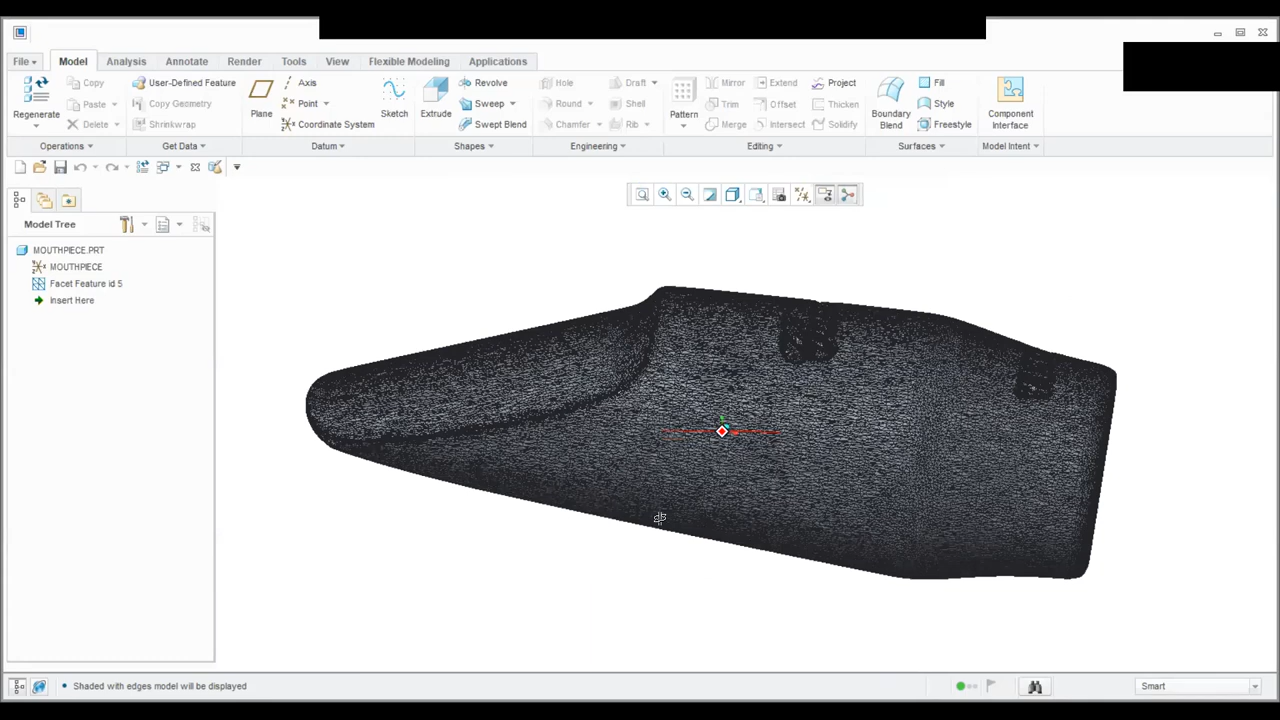 File
Model
Analysis
Annotate
Render
Tools
View
Flexible Modeling
Applications
Regenerate
Copy
Paste
Delete
Operations
User-Defined Feature
Copy Geometry
Shrinkwrap
Get Data
Plane
Axis
Point
Coordinate System
Sketch
Datum
Extrude
Revolve
Sweep
Swept Blend
Shapes
Hole
Round
Chamfer
Draft
Shell
Rib
Engineering
Pattern
Mirror
Trim
Merge
Extend
Offset
Intersect
Project
Thicken
Solidify
Editing
Boundary
Blend
Fill
Style
Freestyle
Surfaces
Component
Interface
Model Intent
Model Tree
MOUTHPIECE.PRT
MOUTHPIECE
Facet Feature id 5
Insert Here
Shaded with edges model will be displayed
Smart